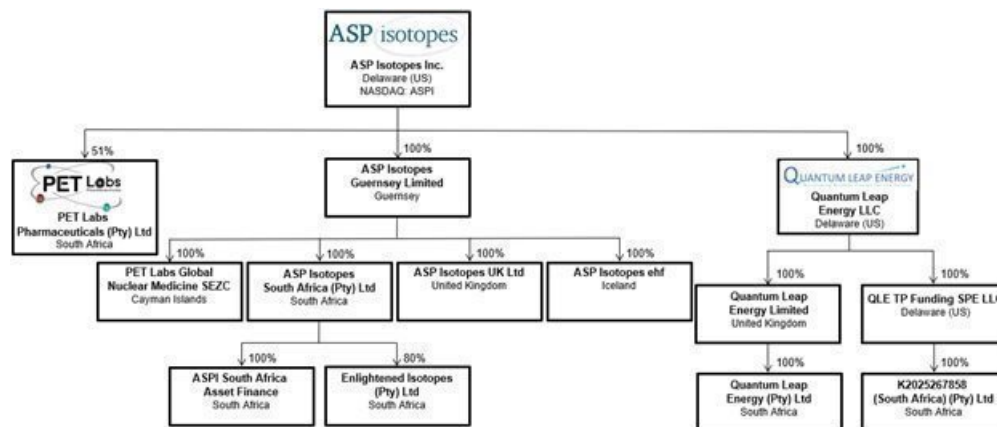 ASP isotopes
ASP Isotopes Inc.
Delaware (US)
NASDAQ: ASPI
51%
100%
100%
PET Labs
PET Labs
Pharmaceuticals (Pty) Ltd
South Africa
ASP Isotopes
Guernsey Limited
Guernsey
QUANTUM LEAP ENERGY
Quantum Leap
Energy LLC
Delaware (US)
100%
100%
100%
100%
100%
100%
PET Labs Global
Nuclear Medicine SEZC
Cayman Islands
ASP Isotopes
South Africa (Pty) Ltd
South Africa
ASP Isotopes UK Ltd
United Kingdom
ASP Isotopes ehf
Iceland
Quantum Leap
Energy Limited
United Kingdom
QLE TP Funding SPE LLC
Delaware (US)
100%
80%
100%
100%
ASPI South Africa
Asset Finance
South Africa
Enlightened Isotopes
(Pty) Ltd
South Africa
Quantum Leap
Energy (Pty) Ltd
South Africa
K2025267858
(South Africa) (Pty) Ltd
South Africa